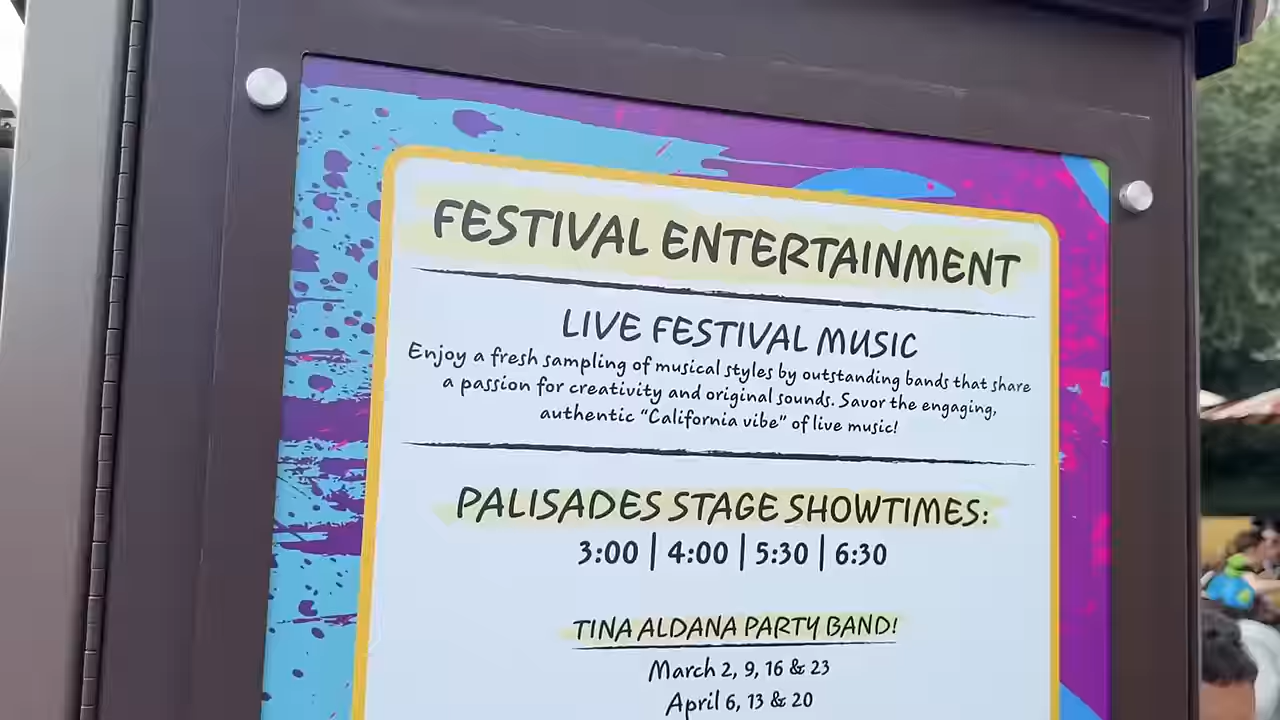 FESTIVAL ENTERTAINMENT
LIVE FESTIVAL MUSIC
Enjoy a fresh sampling of musical styles by outstanding bands that share
a passion for creativity and original sounds. Savor the engaging,
authentic “California vibe” of live music!
PALISADES STAGE SHOWTIMES:
3:00 | 4:00 | 5:30 | 6:30
TINA ALDANA PARTY BAND!
March 2, 9, 16 & 23
April 6, 13 & 20